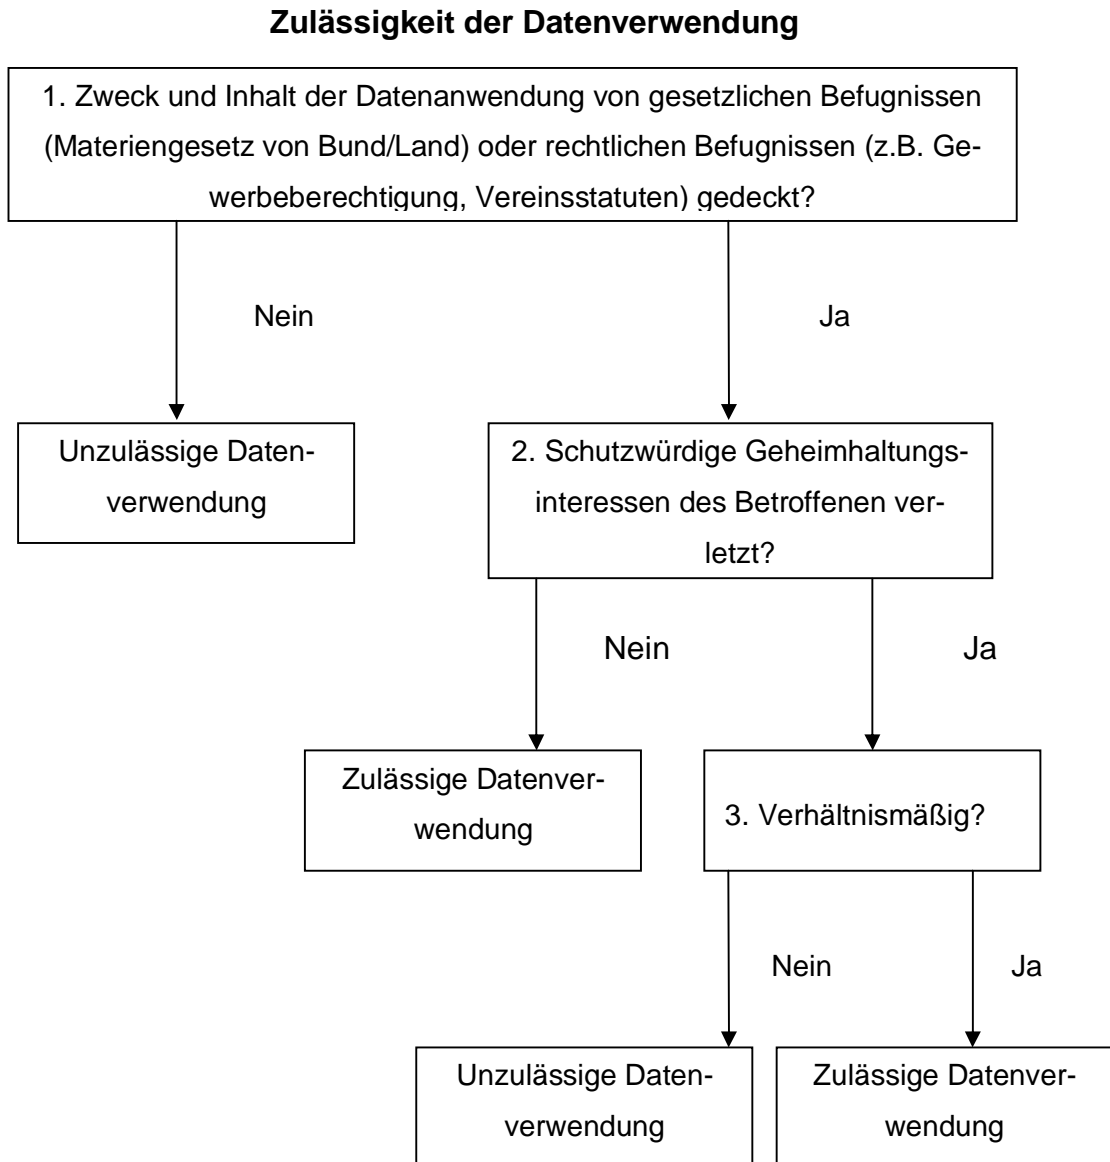 Zulässigkeit der Datenverwendung
1. Zweck und Inhalt der Datenanwendung von gesetzlichen Befugnissen
(Materiengesetz von Bund/Land) oder rechtlichen Befugnissen (z.B. Ge-
werbeberechtigung, Vereinsstatuten) gedeckt?
Nein
Ja
Unzulässige Daten-
verwendung
2. Schutzwürdige Geheimhaltungs-
interessen des Betroffenen ver-
letzt?
Nein
Ja
Zulässige Datenver-
wendung
3. Verhältnismäßig?
Nein
Ja
Unzulässige Daten-
verwendung
Zulässige Datenver-
wendung